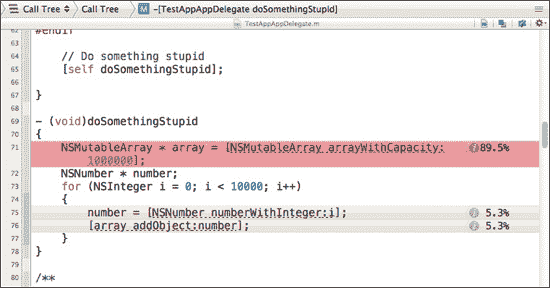 Call Tree › Call Tree › M -[TestAppAppDelegate doSomethingStupid]
TestAppAppDelegate.m
62 #endif
63
64 // Do something stupid
65 [self doSomethingStupid];
66
67 }
68
69 - (void)doSomethingStupid
70 {
71 NSMutableArray * array = [NSMutableArray arrayWithCapacity: 89.5%
1000000];
72 NSNumber * number;
73 for (NSInteger i = 0; i < 10000; i++)
74 {
75 number = [NSNumber numberWithInteger:i]; 5.3%
76 [array addObject:number]; 5.3%
77 }
78 }
79
80 /**